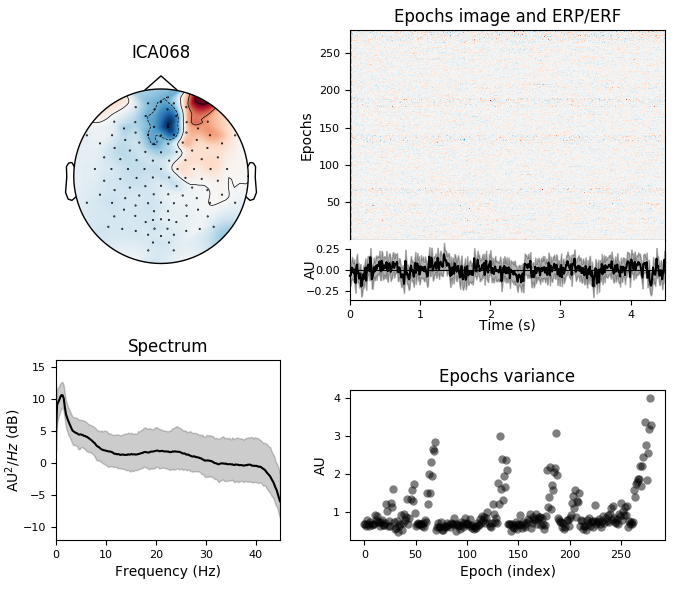 ICA068
Epochs image and ERP/ERF
Epochs
250
200
150
100
50
AU
0.25
0.00
−0.25
0 1 2 3 4
Time (s)
Spectrum
AU²/Hz (dB)
15
10
5
0
−5
−10
0 10 20 30 40
Frequency (Hz)
Epochs variance
AU
4
3
2
1
0 50 100 150 200 250
Epoch (index)